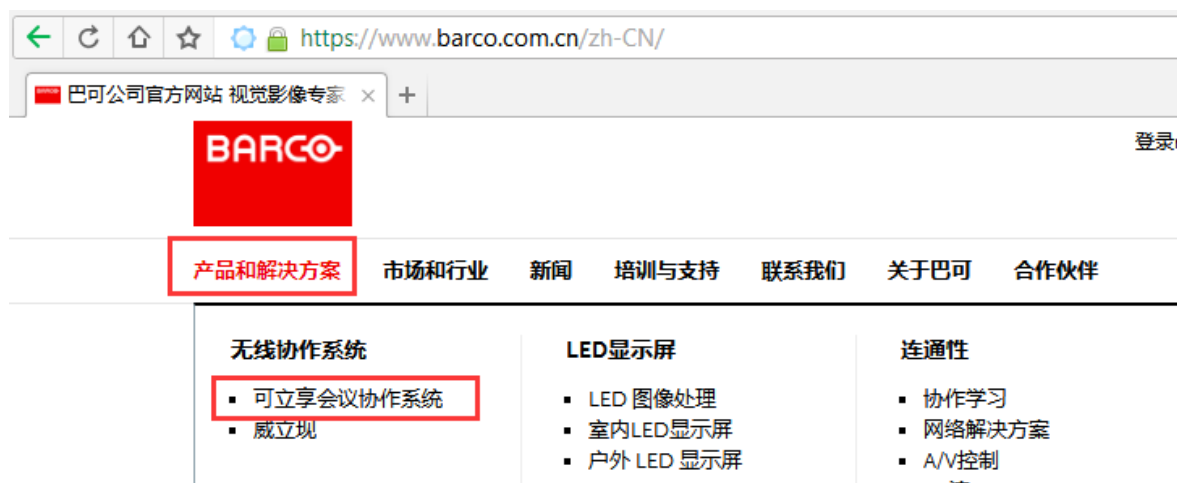 https://www.barco.com.cn/zh-CN/
巴可公司官方网站 视觉影像专家
BARCO
登录
产品和解决方案 市场和行业 新闻 培训与支持 联系我们 关于巴可 合作伙伴
无线协作系统 LED显示屏 连通性
▪ 可立享会议协作系统 ▪ LED 图像处理 ▪ 协作学习
▪ 威立现 ▪ 室内LED显示屏 ▪ 网络解决方案
▪ 户外 LED 显示屏 ▪ A/V控制